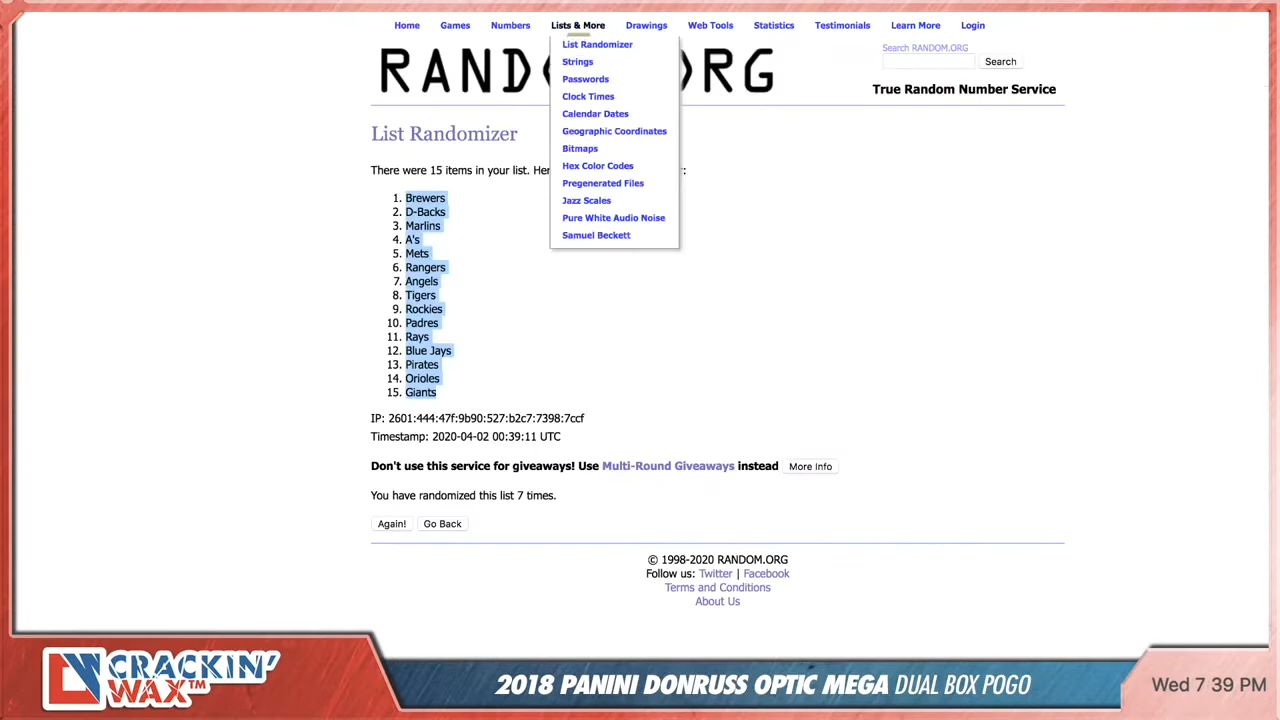 Home Games Numbers Lists & More Drawings Web Tools Statistics Testimonials Learn More Login
List Randomizer
Strings
Passwords
Clock Times
Calendar Dates
Geographic Coordinates
Bitmaps
Hex Color Codes
Pregenerated Files
Jazz Scales
Pure White Audio Noise
Samuel Beckett
Search RANDOM.ORG
Search
True Random Number Service
List Randomizer
There were 15 items in your list.
1. Brewers
2. D-Backs
3. Marlins
4. A's
5. Mets
6. Rangers
7. Angels
8. Tigers
9. Rockies
10. Padres
11. Rays
12. Blue Jays
13. Pirates
14. Orioles
15. Giants
IP: 2601:444:47f:9b90:527:b2c7:7398:7ccf
Timestamp: 2020-04-02 00:39:11 UTC
Don't use this service for giveaways! Use Multi-Round Giveaways instead More Info
You have randomized this list 7 times.
Again! Go Back
© 1998-2020 RANDOM.ORG
Follow us: Twitter | Facebook
Terms and Conditions
About Us
CRACKIN'
WAX™
2018 PANINI DONRUSS OPTIC MEGA DUAL BOX POGO
Wed 7 39 PM